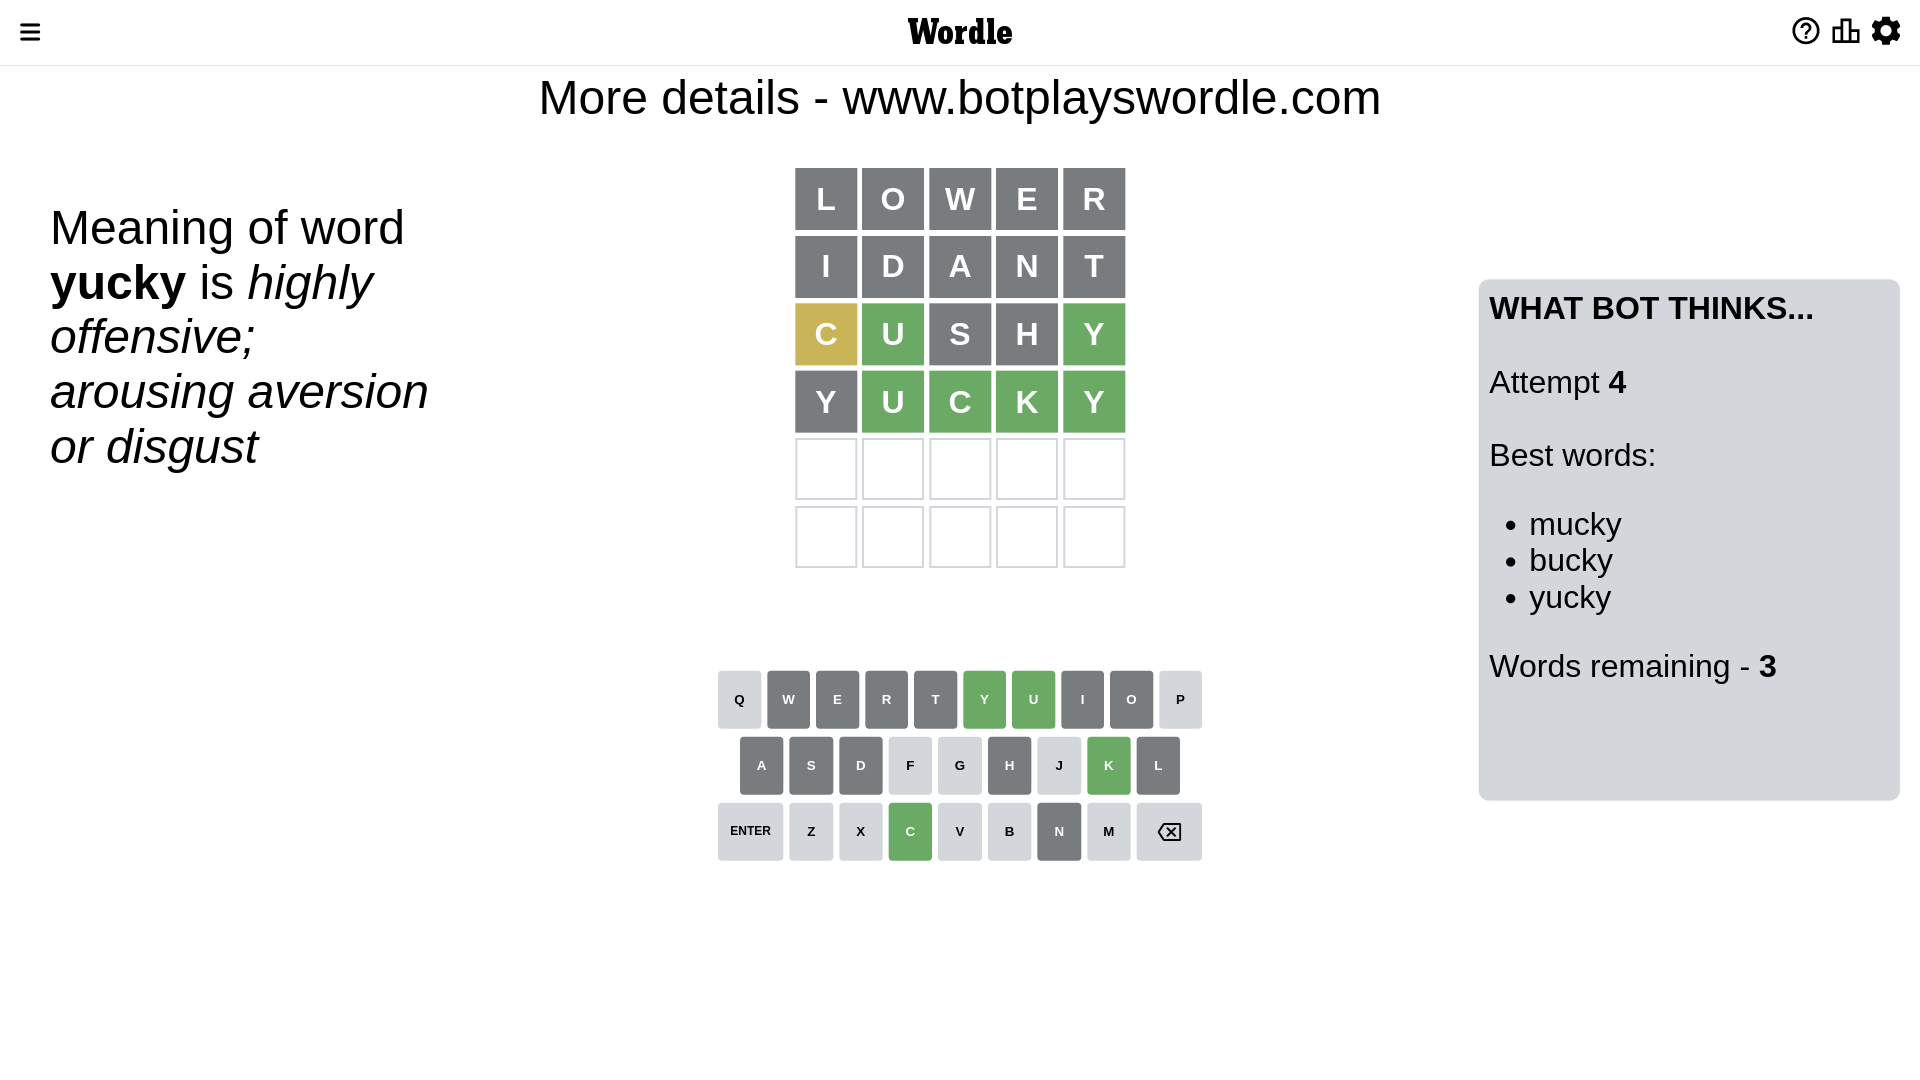 Wordle
More details - www.botplayswordle.com
Meaning of word
yucky is highly
offensive;
arousing aversion
or disgust
L O W E R
I D A N T
C U S H Y
Y U C K Y
WHAT BOT THINKS...
Attempt 4
Best words:
• mucky
• bucky
• yucky
Words remaining - 3
Q W E R T Y U I O P
A S D F G H J K L
ENTER Z X C V B N M